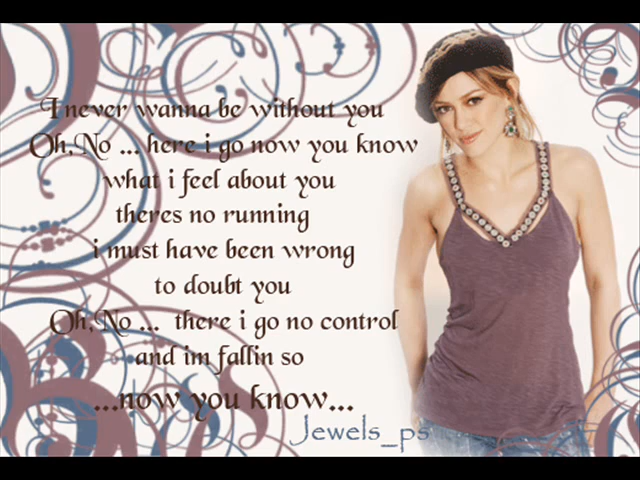 I never wanna be without you
Oh,No ... here i go now you know
what i feel about you
theres no running
i must have been wrong
to doubt you
Oh,No ... there i go no control
and im fallin so
...now you know...
Jewels_ps